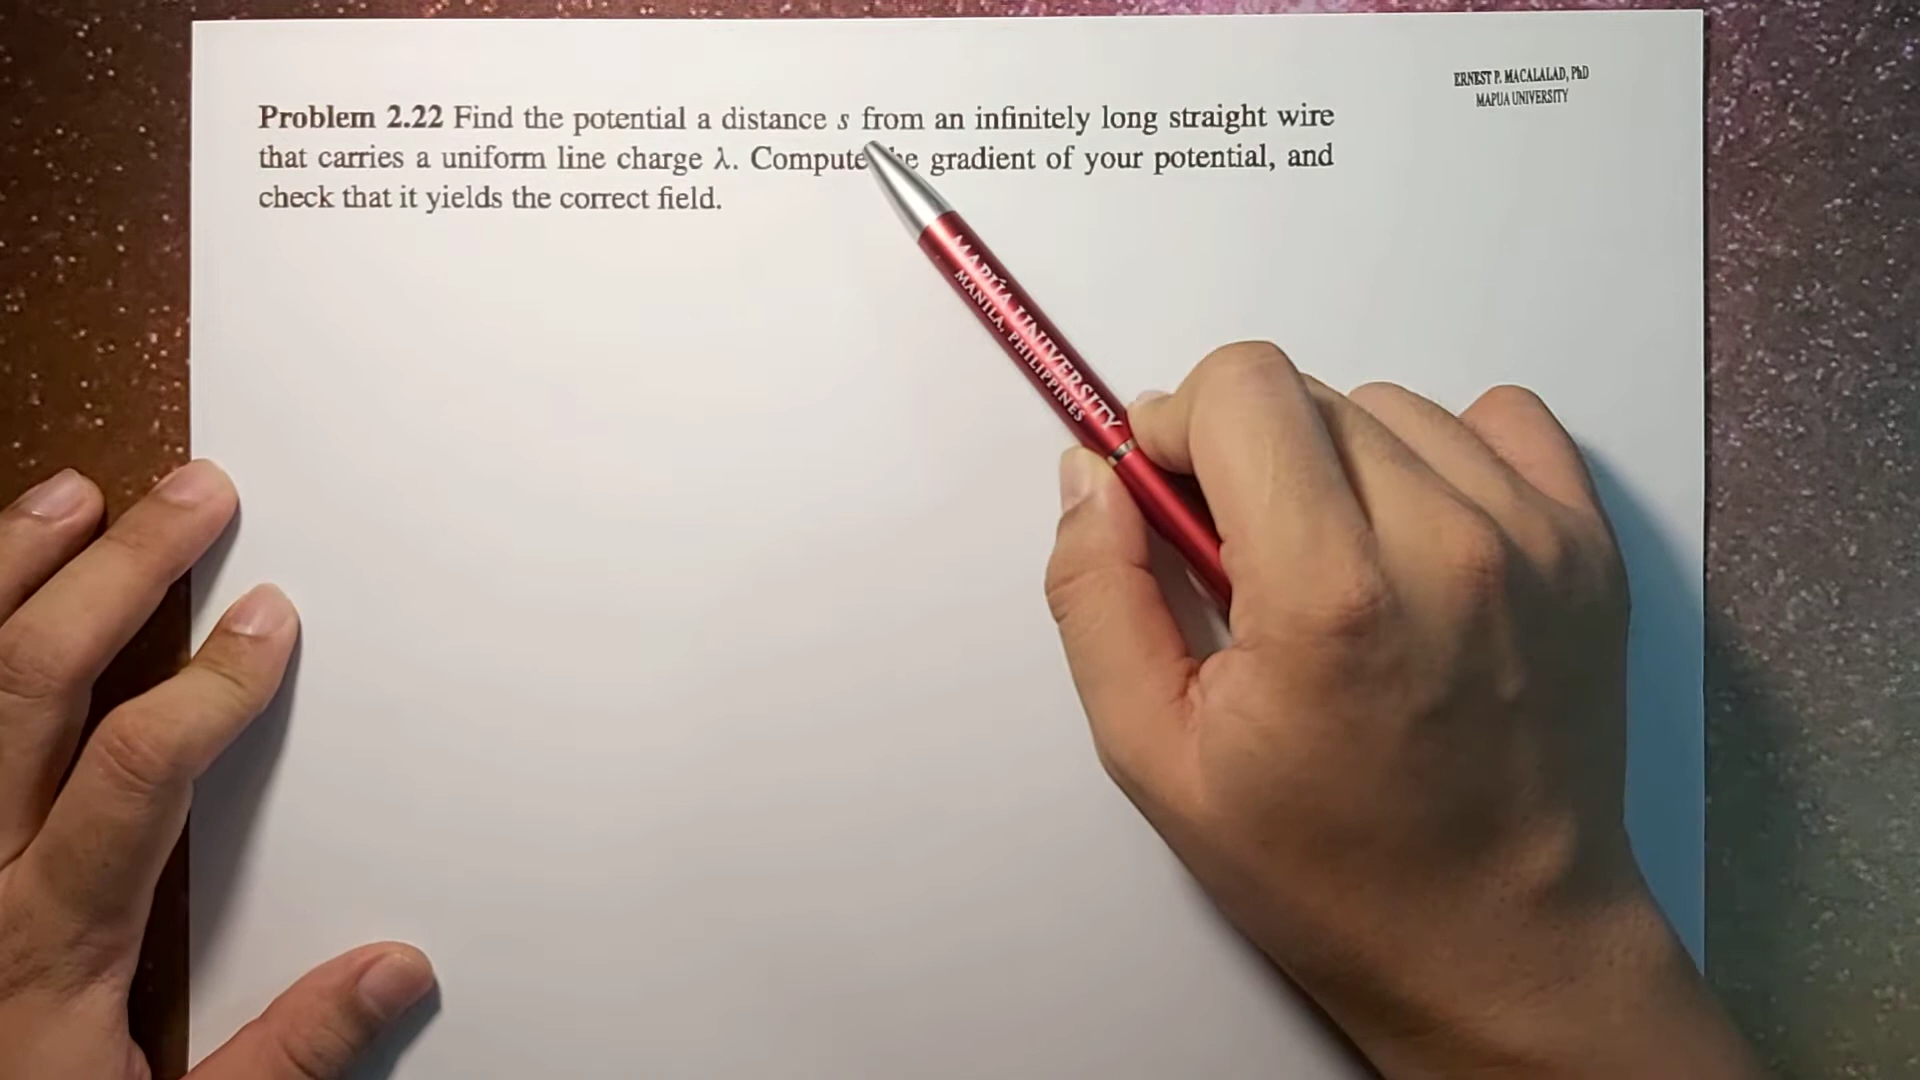 ERNEST P. MACALALAD, PhD
MAPUA UNIVERSITY
Problem 2.22 Find the potential a distance s from an infinitely long straight wire
that carries a uniform line charge λ. Compute gradient of your potential, and
check that it yields the correct field.
MAPÚA UNIVERSITY
MANILA, PHILIPPINES